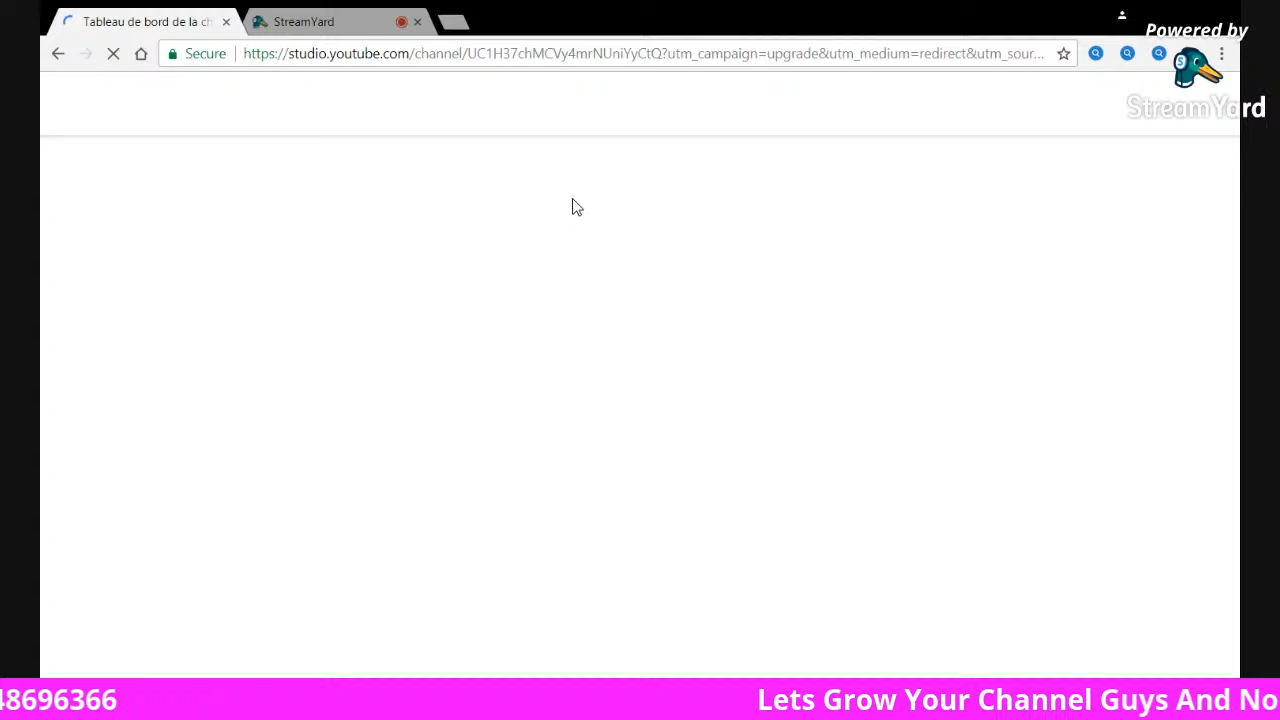 Tableau de bord de la ch
StreamYard
Powered by
Secure
https://studio.youtube.com/channel/UC1H37chMCVy4mrNUniYyCtQ?utm_campaign=upgrade&utm_medium=redirect&utm_sour...
S
StreamYard
48696366
Lets Grow Your Channel Guys And No